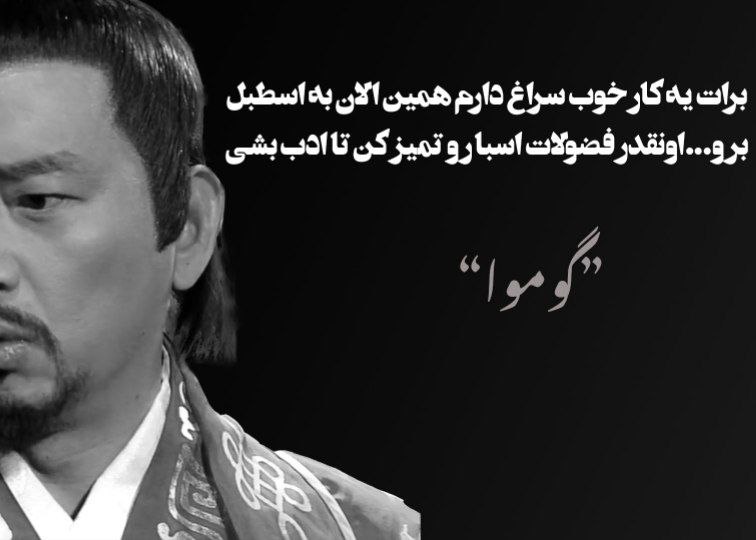 برات یه کار خوب سراغ دارم همین الان به اسطبل
برو...اونقدر فضولات اسبا رو تمیز کن تا ادب بشی
”گوموا“